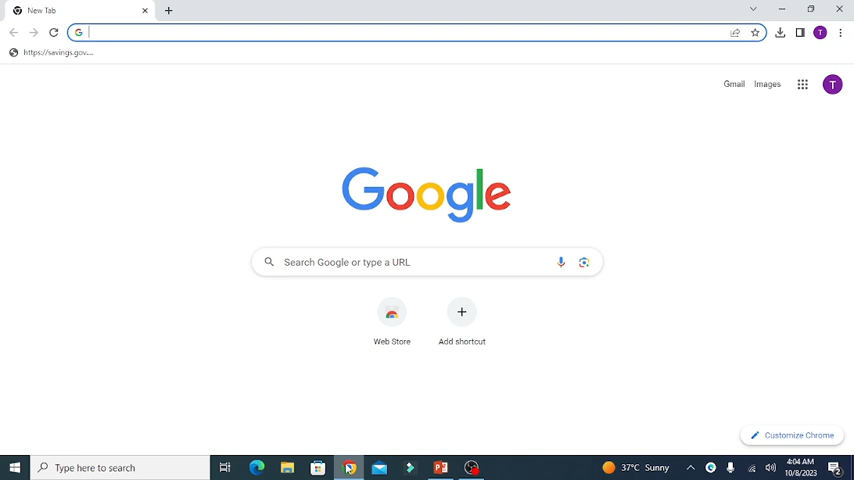 New Tab
https://savings.gov....
Gmail Images
T
Google
Search Google or type a URL
Web Store Add shortcut
Customize Chrome
Type here to search
37°C Sunny
4:04 AM
10/8/2023
2